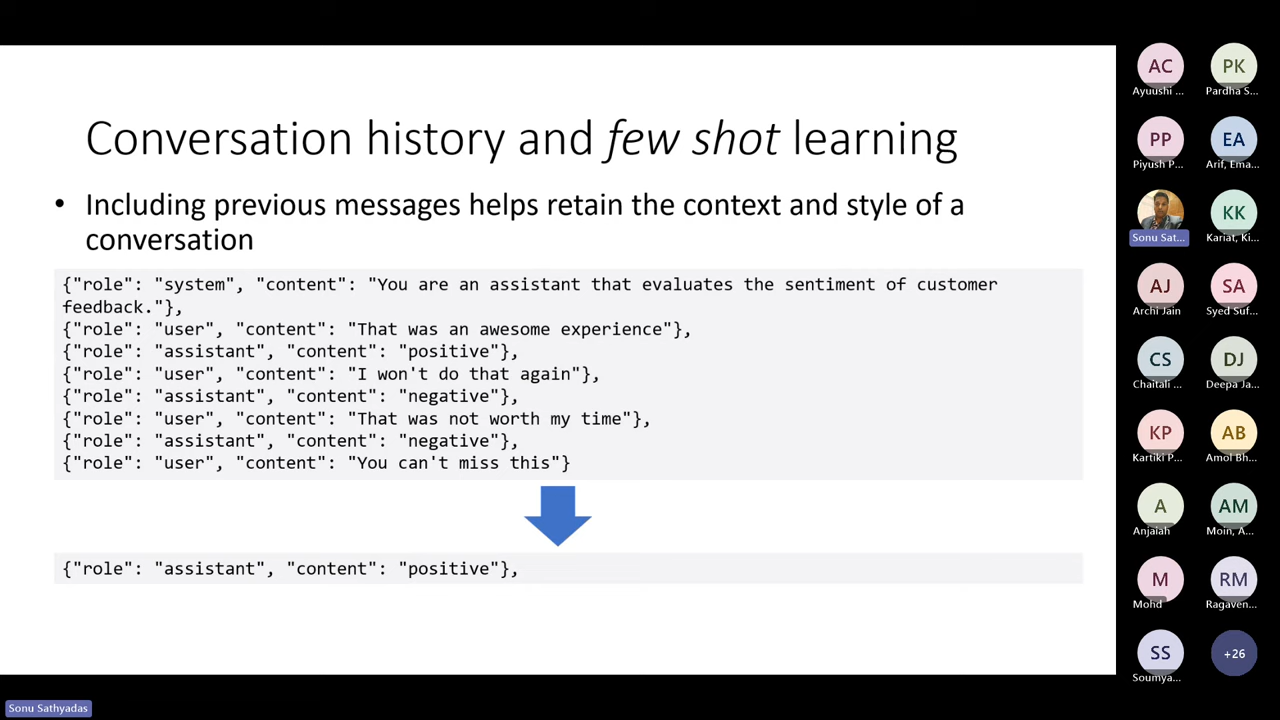 Conversation history and few shot learning
• Including previous messages helps retain the context and style of a
conversation
{"role": "system", "content": "You are an assistant that evaluates the sentiment of customer
feedback."},
{"role": "user", "content": "That was an awesome experience"},
{"role": "assistant", "content": "positive"},
{"role": "user", "content": "I won't do that again"},
{"role": "assistant", "content": "negative"},
{"role": "user", "content": "That was not worth my time"},
{"role": "assistant", "content": "negative"},
{"role": "user", "content": "You can't miss this"}
{"role": "assistant", "content": "positive"},
AC
Ayuushi ...
PK
Pardha S...
PP
Piyush P...
EA
Arif, Ema...
Sonu Sat...
KK
Kariat, Ki...
AJ
Archi Jain
SA
Syed Suf...
CS
Chaitali ...
DJ
Deepa Ja...
KP
Kartiki P...
AB
Amol Bh...
A
Anjaiah
AM
Moin, A...
M
Mohd
RM
Ragaven...
SS
Soumya...
+26
Sonu Sathyadas